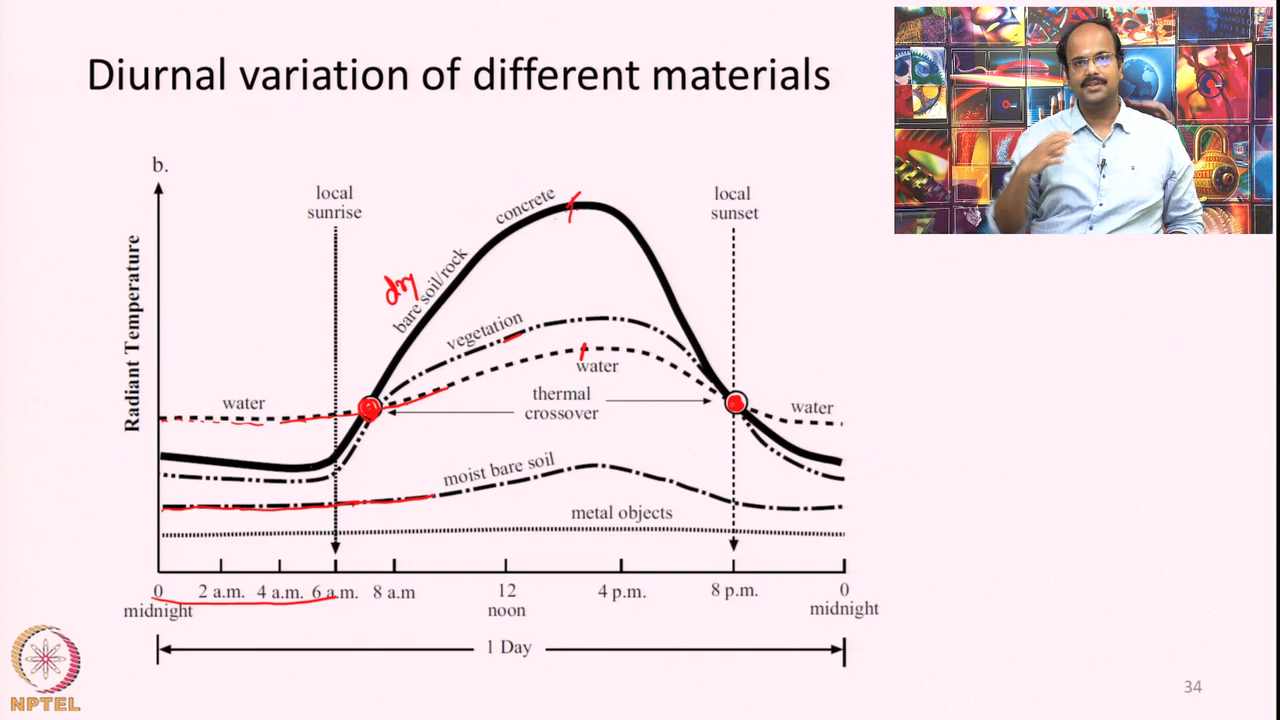 Diurnal variation of different materials
b.
local
sunrise
local
sunset
concrete
dry
bare soil/rock
vegetation
water
thermal
crossover
water
water
moist bare soil
metal objects
Radiant Temperature
0
midnight
2 a.m.
4 a.m.
6 a.m.
8 a.m
12
noon
4 p.m.
8 p.m.
0
midnight
1 Day
NPTEL
34